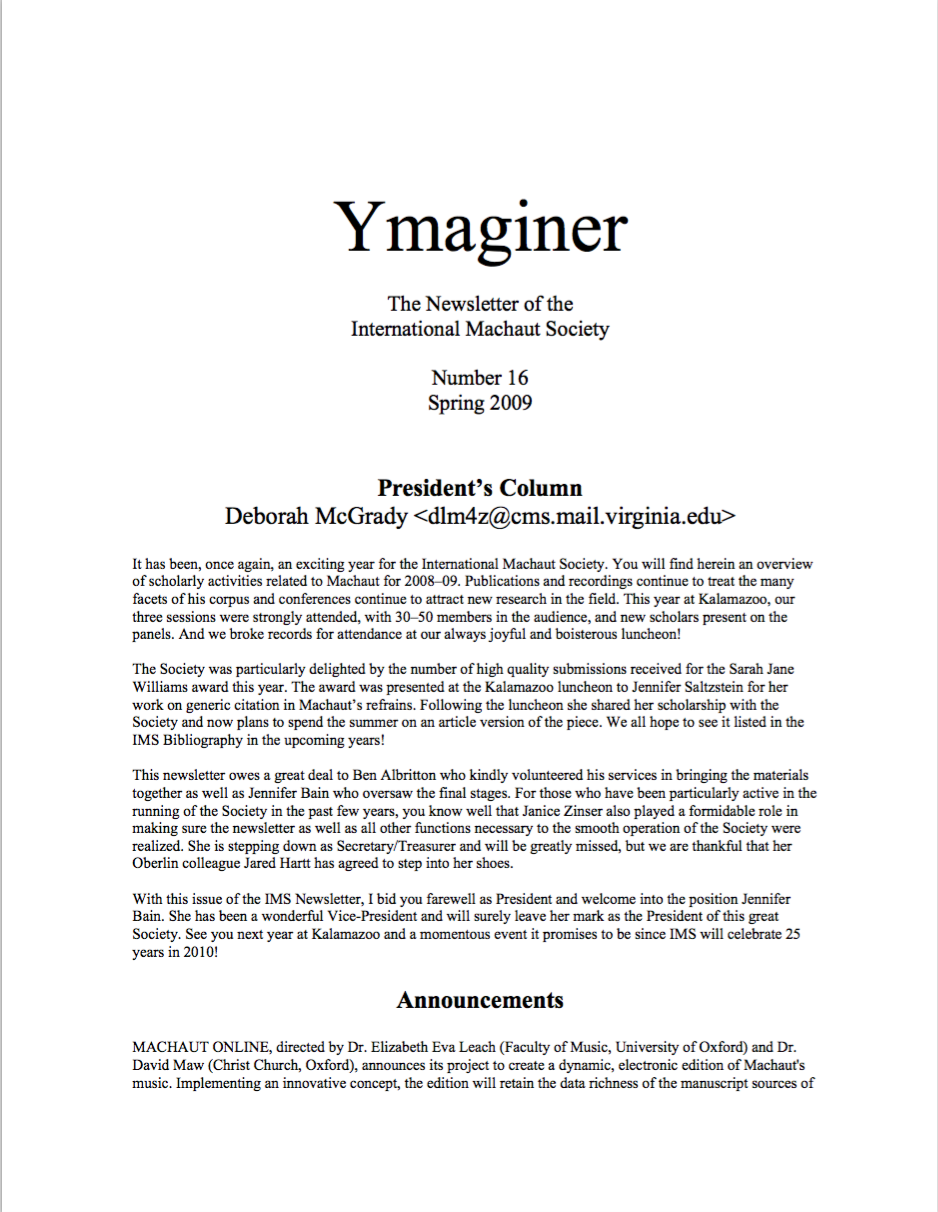 Ymaginer
The Newsletter of the
International Machaut Society
Number 16
Spring 2009
President’s Column
Deborah McGrady <dlm4z@cms.mail.virginia.edu>
It has been, once again, an exciting year for the International Machaut Society. You will find herein an overview
of scholarly activities related to Machaut for 2008–09. Publications and recordings continue to treat the many
facets of his corpus and conferences continue to attract new research in the field. This year at Kalamazoo, our
three sessions were strongly attended, with 30–50 members in the audience, and new scholars present on the
panels. And we broke records for attendance at our always joyful and boisterous luncheon!
The Society was particularly delighted by the number of high quality submissions received for the Sarah Jane
Williams award this year. The award was presented at the Kalamazoo luncheon to Jennifer Saltzstein for her
work on generic citation in Machaut’s refrains. Following the luncheon she shared her scholarship with the
Society and now plans to spend the summer on an article version of the piece. We all hope to see it listed in the
IMS Bibliography in the upcoming years!
This newsletter owes a great deal to Ben Albritton who kindly volunteered his services in bringing the materials
together as well as Jennifer Bain who oversaw the final stages. For those who have been particularly active in the
running of the Society in the past few years, you know well that Janice Zinser also played a formidable role in
making sure the newsletter as well as all other functions necessary to the smooth operation of the Society were
realized. She is stepping down as Secretary/Treasurer and will be greatly missed, but we are thankful that her
Oberlin colleague Jared Hartt has agreed to step into her shoes.
With this issue of the IMS Newsletter, I bid you farewell as President and welcome into the position Jennifer
Bain. She has been a wonderful Vice-President and will surely leave her mark as the President of this great
Society. See you next year at Kalamazoo and a momentous event it promises to be since IMS will celebrate 25
years in 2010!
Announcements
MACHAUT ONLINE, directed by Dr. Elizabeth Eva Leach (Faculty of Music, University of Oxford) and Dr.
David Maw (Christ Church, Oxford), announces its project to create a dynamic, electronic edition of Machaut's
music. Implementing an innovative concept, the edition will retain the data richness of the manuscript sources of